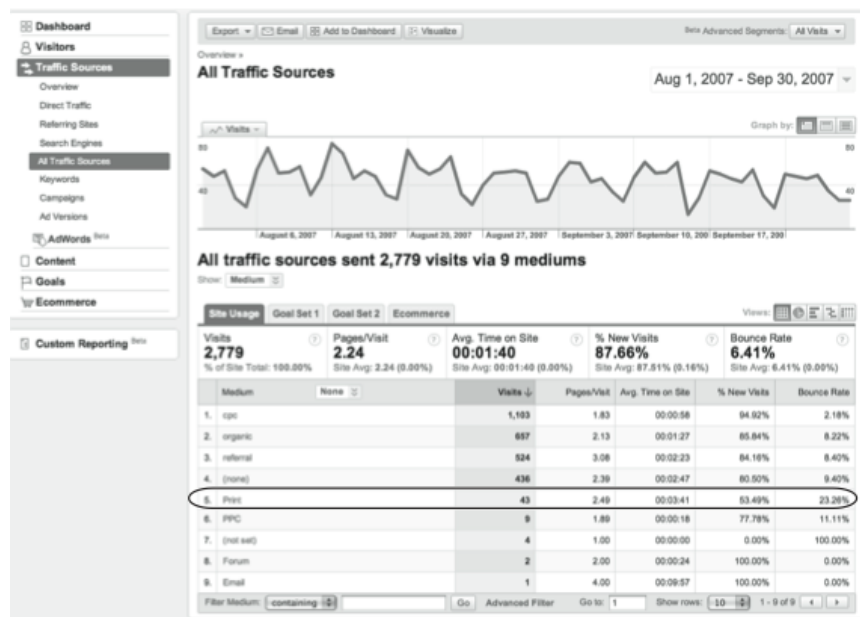 Dashboard
Visitors
Traffic Sources
Overview
Direct Traffic
Referring Sites
Search Engines
All Traffic Sources
Keywords
Campaigns
Ad Versions
AdWords Beta
Content
Goals
Ecommerce
Custom Reporting Beta
Export Email Add to Dashboard Visualize Beta Advanced Segments: All Visits
Overview »
All Traffic Sources
Aug 1, 2007 - Sep 30, 2007
Visits Graph by:
80 80
40 40
August 6, 2007 August 13, 2007 August 20, 2007 August 27, 2007 September 3, 2007 September 10, 200 September 17, 200
All traffic sources sent 2,779 visits via 9 mediums
Show: Medium
Site Usage Goal Set 1 Goal Set 2 Ecommerce Views:
Visits Pages/Visit Avg. Time on Site % New Visits Bounce Rate
2,779 2.24 00:01:40 87.66% 6.41%
% of Site Total: 100.00% Site Avg: 2.24 (0.00%) Site Avg: 00:01:40 (0.00%) Site Avg: 87.51% (0.16%) Site Avg: 6.41% (0.00%)
Medium None Visits ↓ Pages/Visit Avg. Time on Site % New Visits Bounce Rate
1. cpc 1,103 1.83 00:00:58 94.92% 2.18%
2. organic 657 2.13 00:01:27 85.84% 8.22%
3. referral 524 3.08 00:02:23 84.16% 8.40%
4. (none) 436 2.39 00:02:47 80.50% 9.40%
5. Print 43 2.49 00:03:41 53.49% 23.26%
6. PPC 9 1.89 00:00:18 77.78% 11.11%
7. (not set) 4 1.00 00:00:00 0.00% 100.00%
8. Forum 2 2.00 00:00:24 100.00% 0.00%
9. Email 1 4.00 00:09:57 100.00% 0.00%
Filter Medium: containing Go Advanced Filter Go to: 1 Show rows: 10 1 - 9 of 9